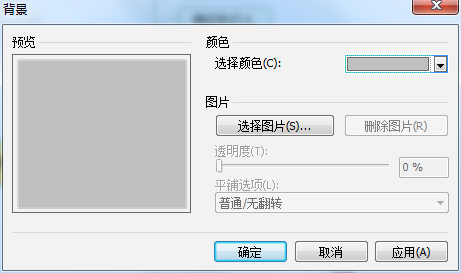 背景
预览
颜色
选择颜色(C):
图片
选择图片(S)...
删除图片(R)
透明度(T):
0 %
平铺选项(L):
普通/无翻转
确定
取消
应用(A)